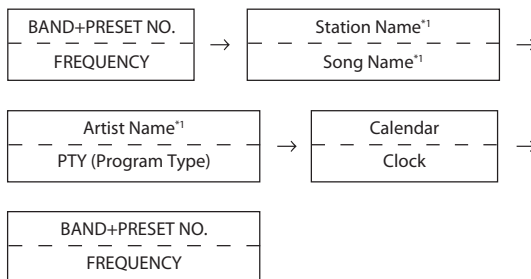 BAND+PRESET NO.
FREQUENCY
→
Station Name*1
Song Name*1
→
Artist Name*1
PTY (Program Type)
→
Calendar
Clock
→
BAND+PRESET NO.
FREQUENCY